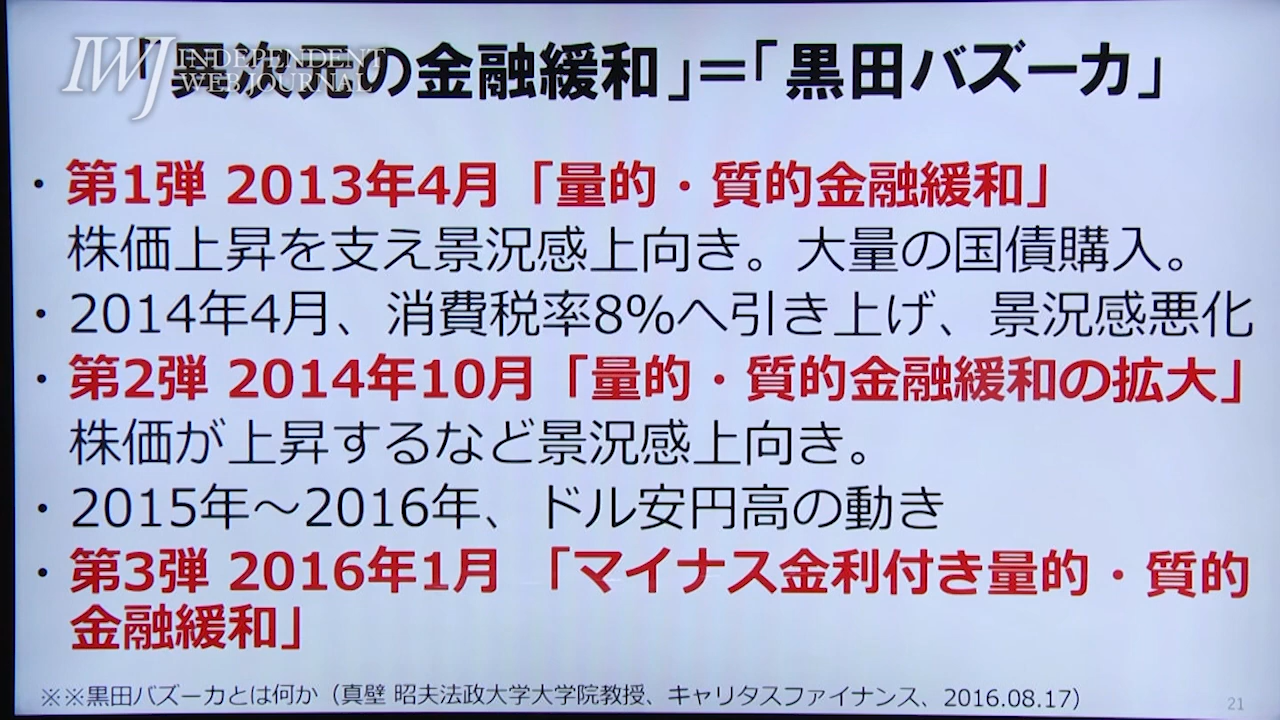 IWJ INDEPENDENT WEB JOURNAL
「異次元の金融緩和」=「黒田バズーカ」
・第1弾 2013年4月「量的・質的金融緩和」
株価上昇を支え景況感上向き。大量の国債購入。
・2014年4月、消費税率8%へ引き上げ、景況感悪化
・第2弾 2014年10月「量的・質的金融緩和の拡大」
株価が上昇するなど景況感上向き。
・2015年～2016年、ドル安円高の動き
・第3弾 2016年1月 「マイナス金利付き量的・質的
金融緩和」
※※黒田バズーカとは何か（真壁 昭夫法政大学大学院教授、キャリタスファイナンス、2016.08.17）
21